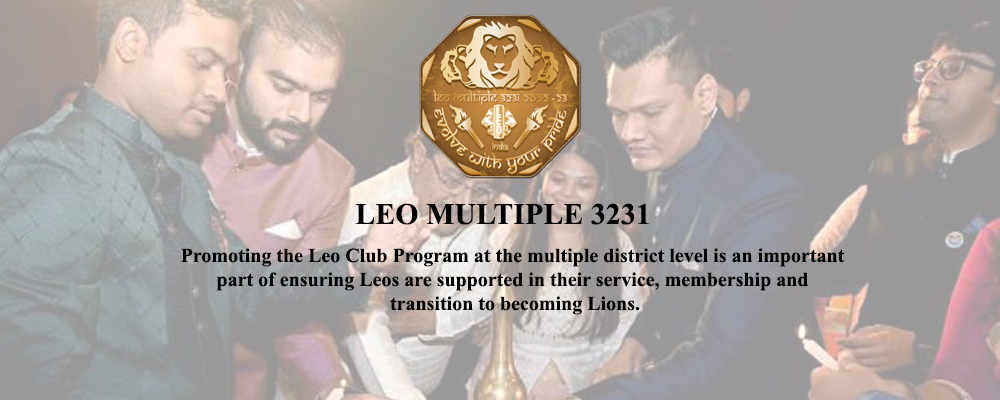 leo multiple 3231 2022-23
India
evolve with your pride
LEO MULTIPLE 3231
Promoting the Leo Club Program at the multiple district level is an important
part of ensuring Leos are supported in their service, membership and
transition to becoming Lions.